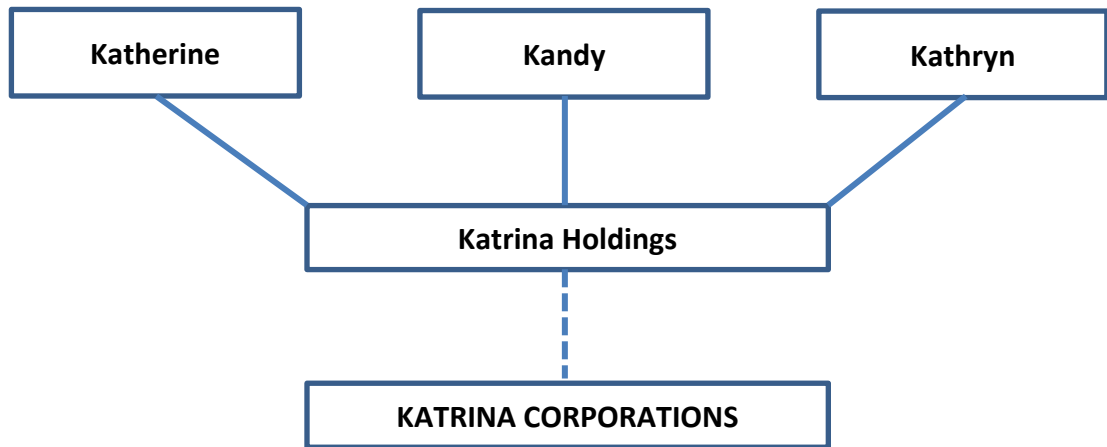 Katherine
Kandy
Kathryn
Katrina Holdings
KATRINA CORPORATIONS